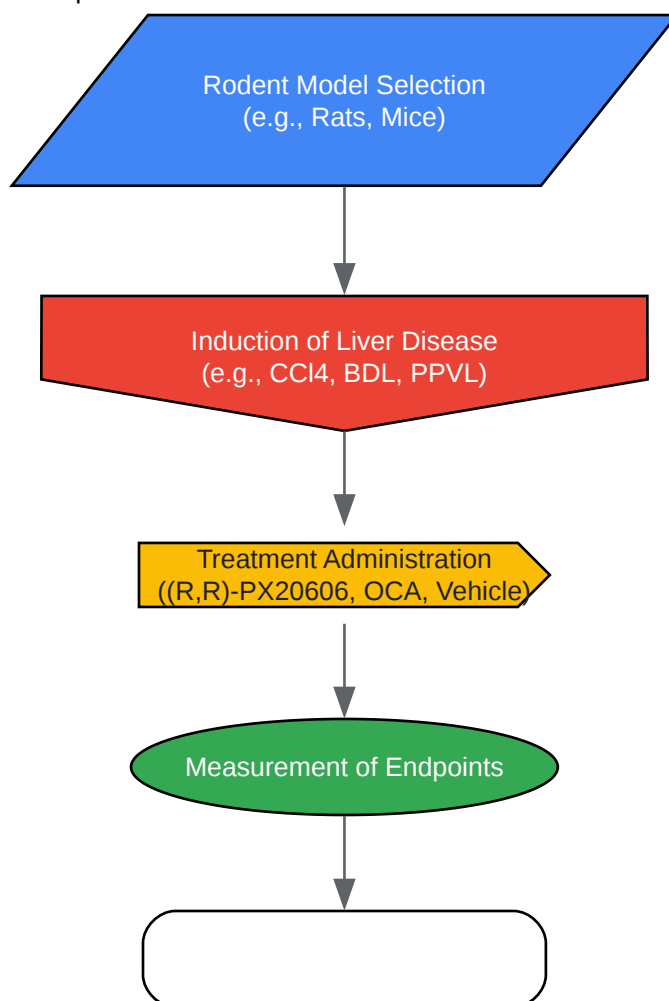 Rodent Model Selection
(e.g., Rats, Mice)
Induction of Liver Disease
(e.g., CCl4, BDL, PPVL)
Treatment Administration
((R,R)-PX20606, OCA, Vehicle)
Measurement of Endpoints